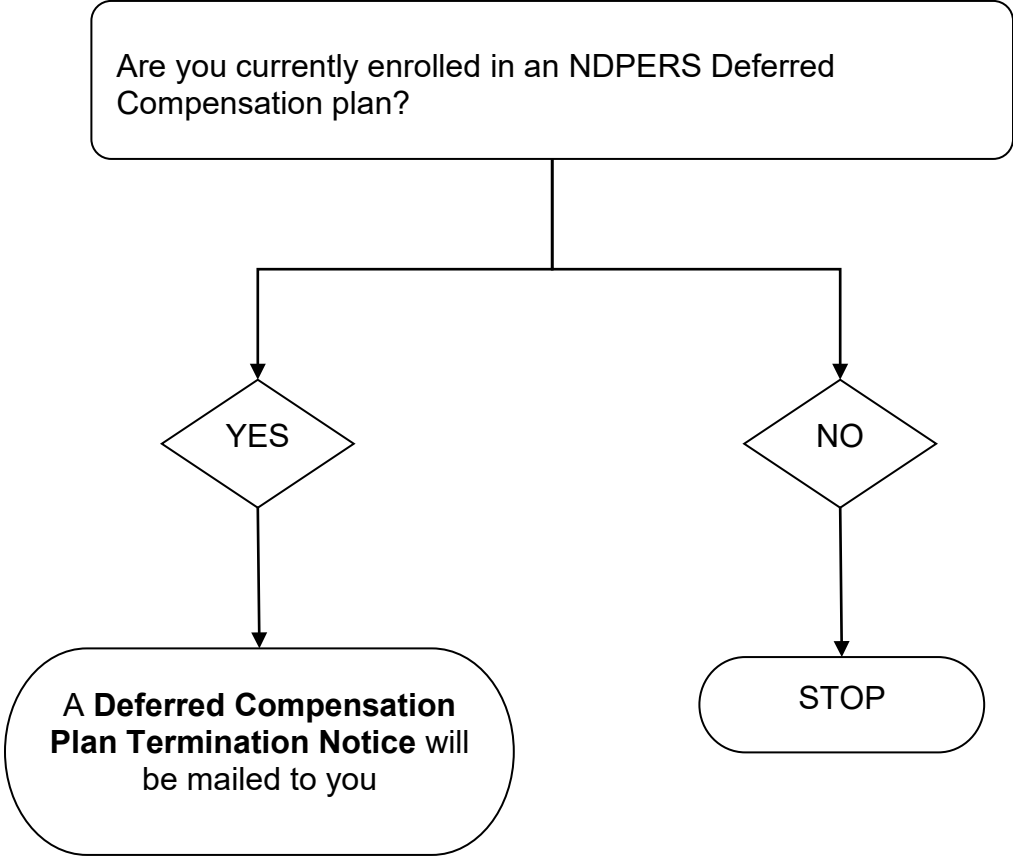 Are you currently enrolled in an NDPERS Deferred
Compensation plan?
YES
NO
A Deferred Compensation
Plan Termination Notice will
be mailed to you
STOP